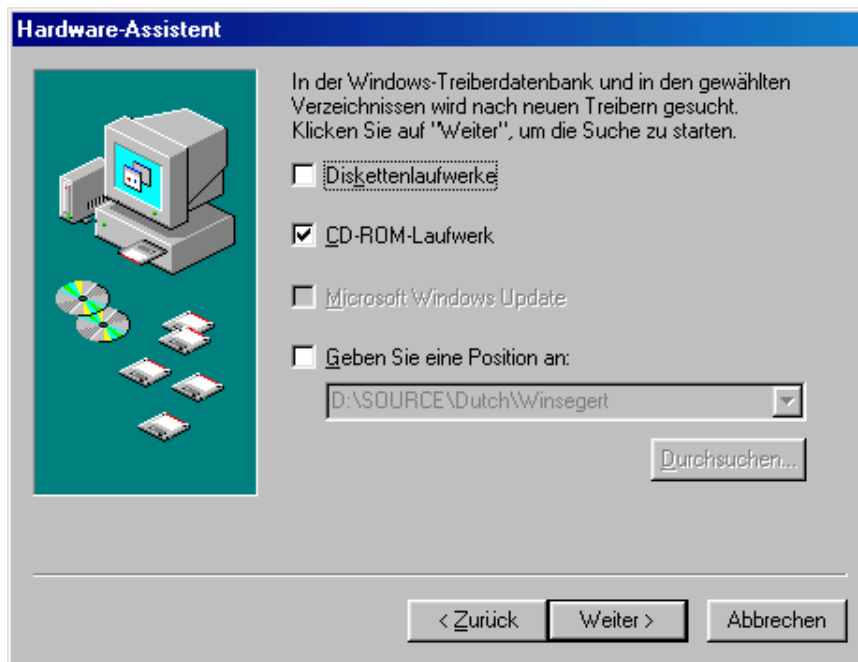 Hardware-Assistent
In der Windows-Treiberdatenbank und in den gewählten
Verzeichnissen wird nach neuen Treibern gesucht.
Klicken Sie auf "Weiter", um die Suche zu starten.
Diskettenlaufwerke
CD-ROM-Laufwerk
Microsoft Windows Update
Geben Sie eine Position an:
D:\SOURCE\Dutch\Winsegert
Durchsuchen...
< Zurück
Weiter >
Abbrechen